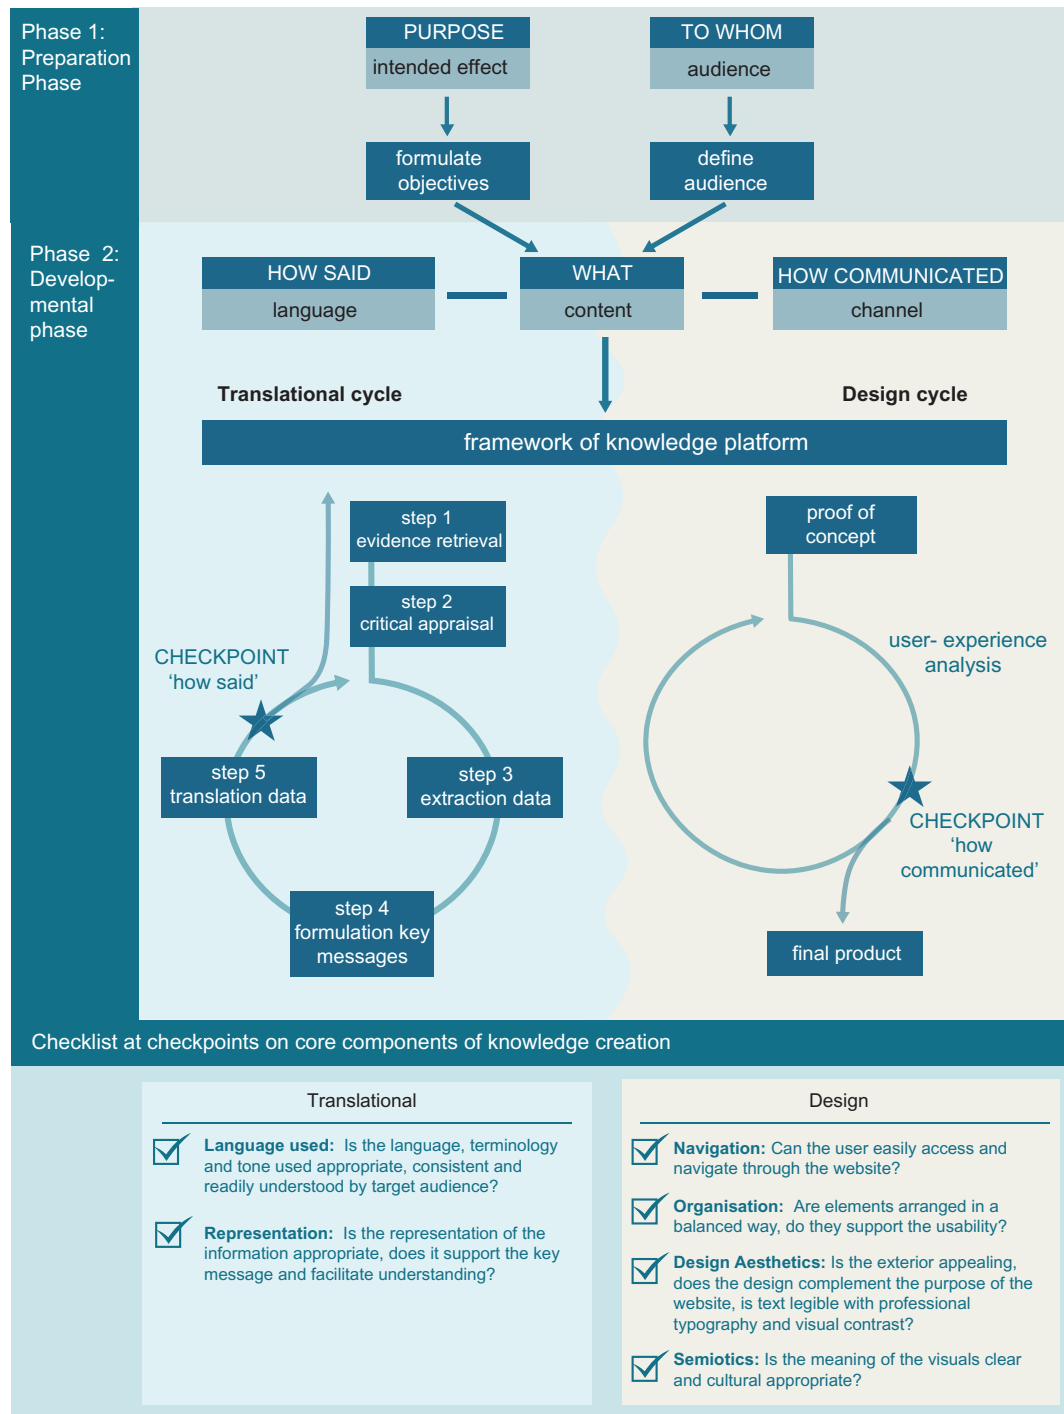 Phase 1:
Preparation
Phase
PURPOSE
intended effect
TO WHOM
audience
formulate
objectives
define
audience
Phase 2:
Develop-
mental
phase
HOW SAID
language
WHAT
content
HOW COMMUNICATED
channel
Translational cycle
Design cycle
framework of knowledge platform
step 1
evidence retrieval
step 2
critical appraisal
CHECKPOINT
‘how said’
step 5
translation data
step 3
extraction data
step 4
formulation key
messages
proof of
concept
user- experience
analysis
CHECKPOINT
‘how
communicated’
final product
Checklist at checkpoints on core components of knowledge creation
Translational
Language used: Is the language, terminology
and tone used appropriate, consistent and
readily understood by target audience?
Representation: Is the representation of the
information appropriate, does it support the key
message and facilitate understanding?
Design
Navigation: Can the user easily access and
navigate through the website?
Organisation: Are elements arranged in a
balanced way, do they support the usability?
Design Aesthetics: Is the exterior appealing,
does the design complement the purpose of the
website, is text legible with professional
typography and visual contrast?
Semiotics: Is the meaning of the visuals clear
and cultural appropriate?